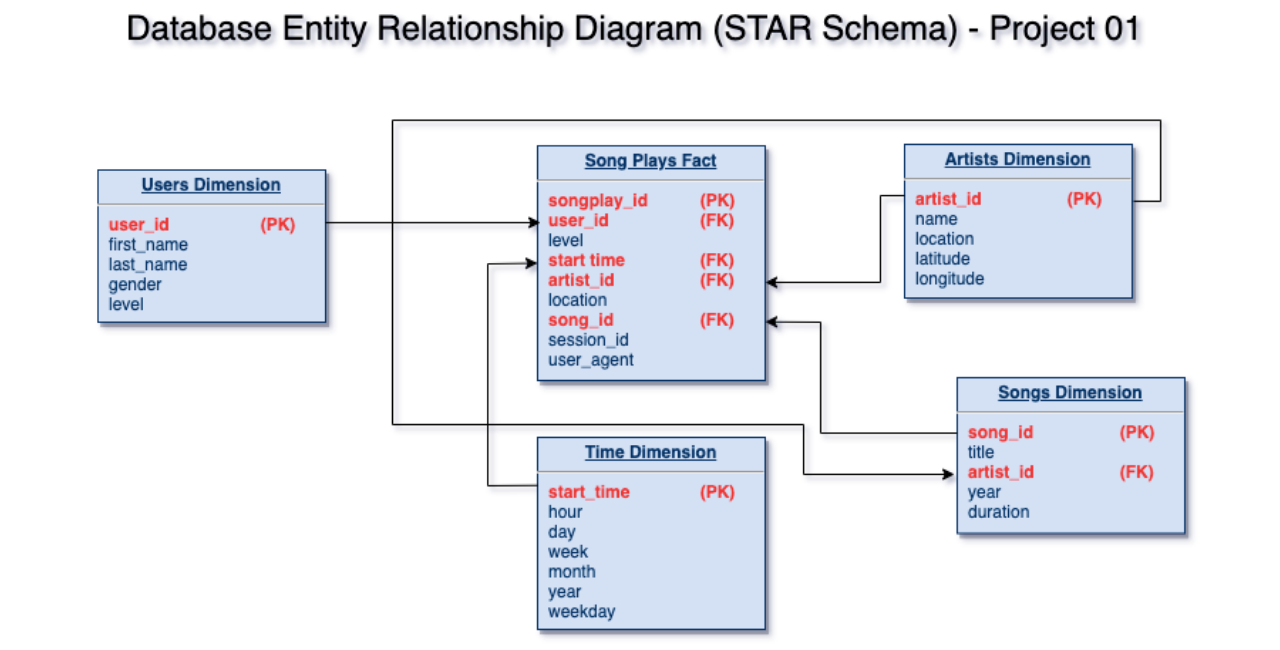 Database Entity Relationship Diagram (STAR Schema) - Project 01
Users Dimension
user_id (PK)
first_name
last_name
gender
level
Song Plays Fact
songplay_id (PK)
user_id (FK)
level
start time (FK)
artist_id (FK)
location
song_id (FK)
session_id
user_agent
Artists Dimension
artist_id (PK)
name
location
latitude
longitude
Time Dimension
start_time (PK)
hour
day
week
month
year
weekday
Songs Dimension
song_id (PK)
title
artist_id (FK)
year
duration